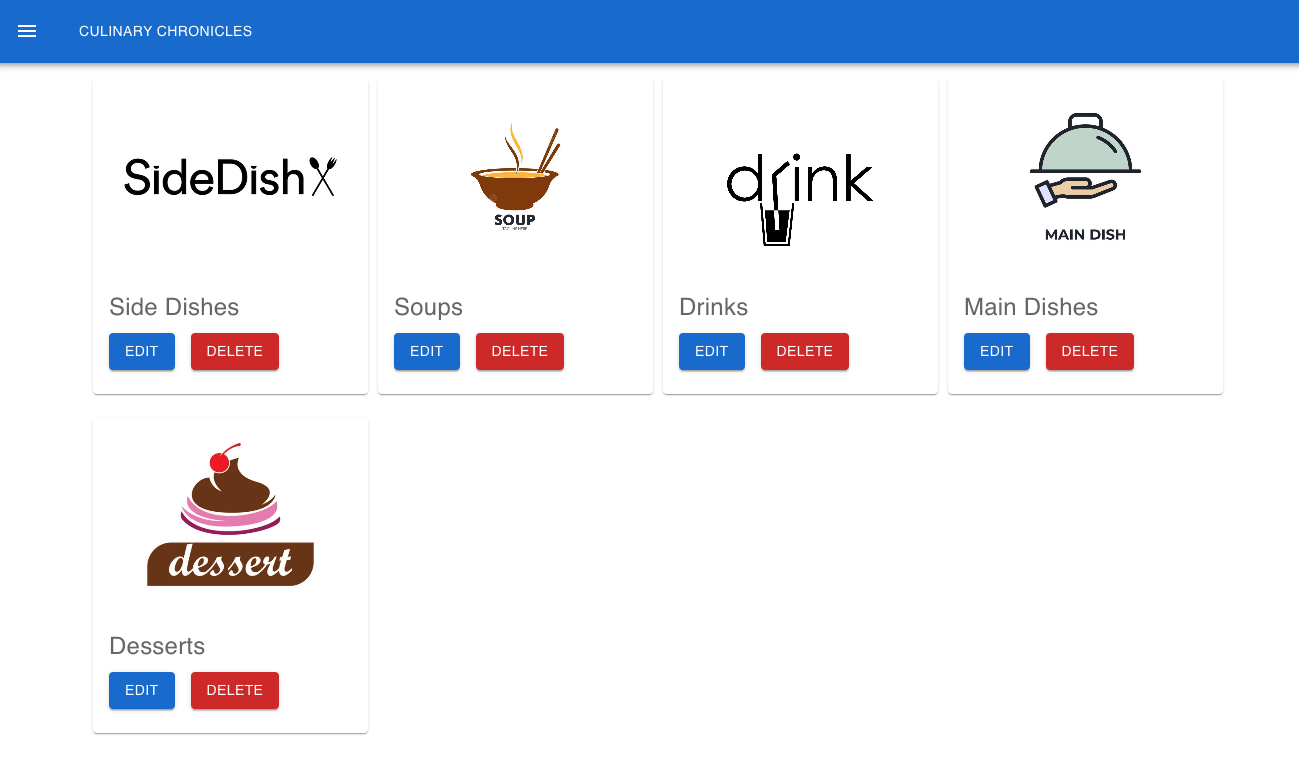 CULINARY CHRONICLES
SideDish
Side Dishes
EDIT DELETE
SOUP
Soups
EDIT DELETE
drink
Drinks
EDIT DELETE
MAIN DISH
Main Dishes
EDIT DELETE
dessert
Desserts
EDIT DELETE